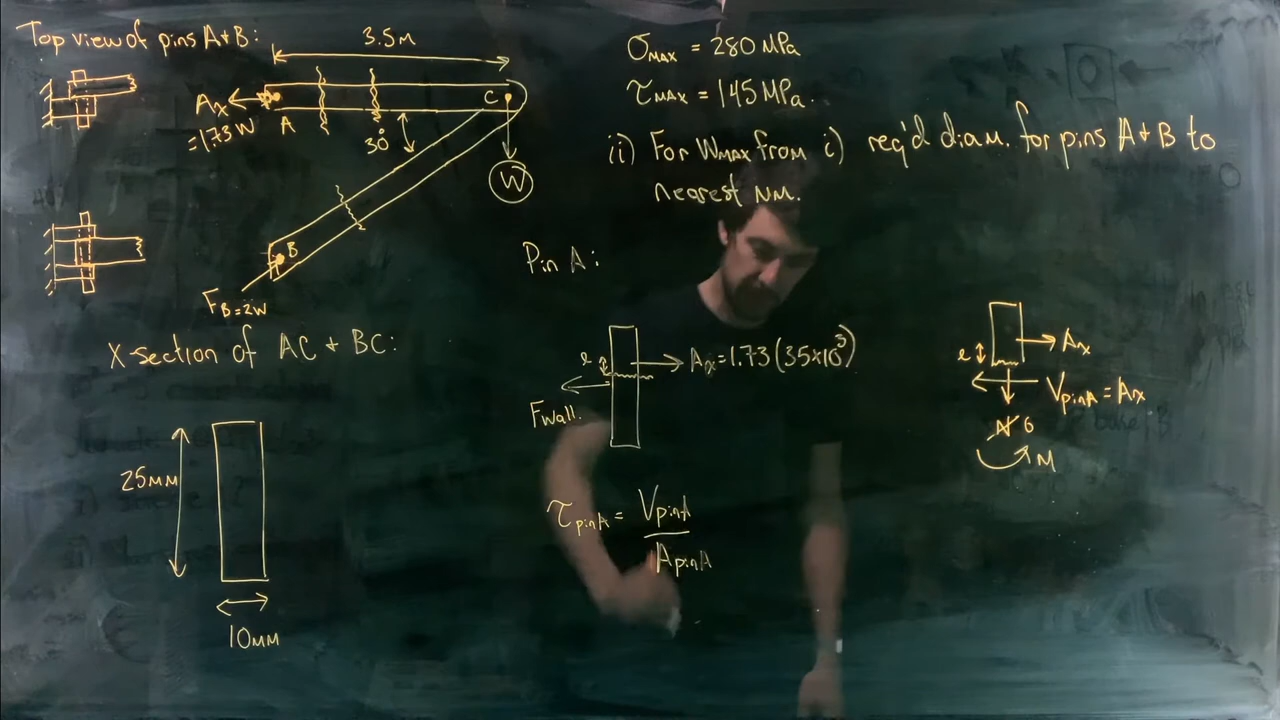 Top view of pins A+B:
3.5m
Ax
=1.73W
A
30°
C
W
B
FB=2W
σMAX = 280 MPa
τMAX = 145 MPa.
ii) For WMAX from i) req'd diam. for pins A+B to
nearest mm.
Pin A:
e
Ax=1.73(35x10³)
Fwall.
τpinA = VpinA
ApinA
e
Ax
VpinA = Ax
M
X-section of AC + BC:
25mm
10mm